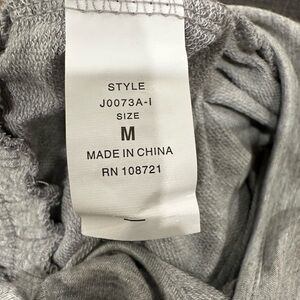 STYLE
J0073A-I
SIZE
M
MADE IN CHINA
RN 108721